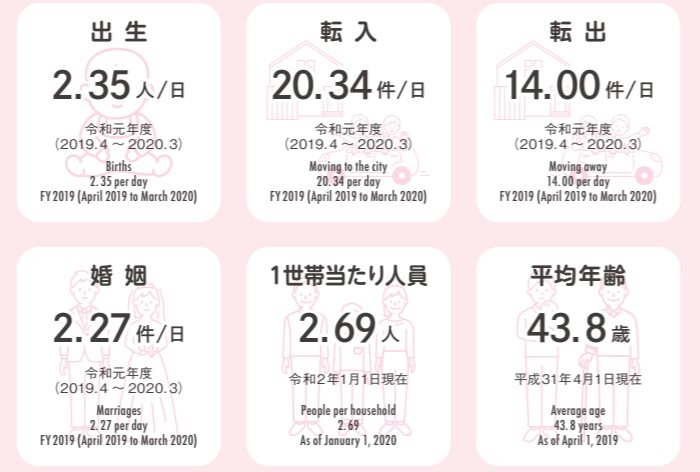 出生
2.35人/日
令和元年度
（2019.4～2020.3）
Births
2.35 per day
FY 2019 (April 2019 to March 2020)
転入
20.34件/日
令和元年度
（2019.4～2020.3）
Moving to the city
20.34 per day
FY 2019 (April 2019 to March 2020)
転出
14.00件/日
令和元年度
（2019.4～2020.3）
Moving away
14.00 per day
FY 2019 (April 2019 to March 2020)
婚姻
2.27件/日
令和元年度
（2019.4～2020.3）
Marriages
2.27 per day
FY 2019 (April 2019 to March 2020)
1世帯当たり人員
2.69人
令和2年1月1日現在
People per household
2.69
As of January 1, 2020
平均年齢
43.8歳
平成31年4月1日現在
Average age
43.8 years
As of April 1, 2019